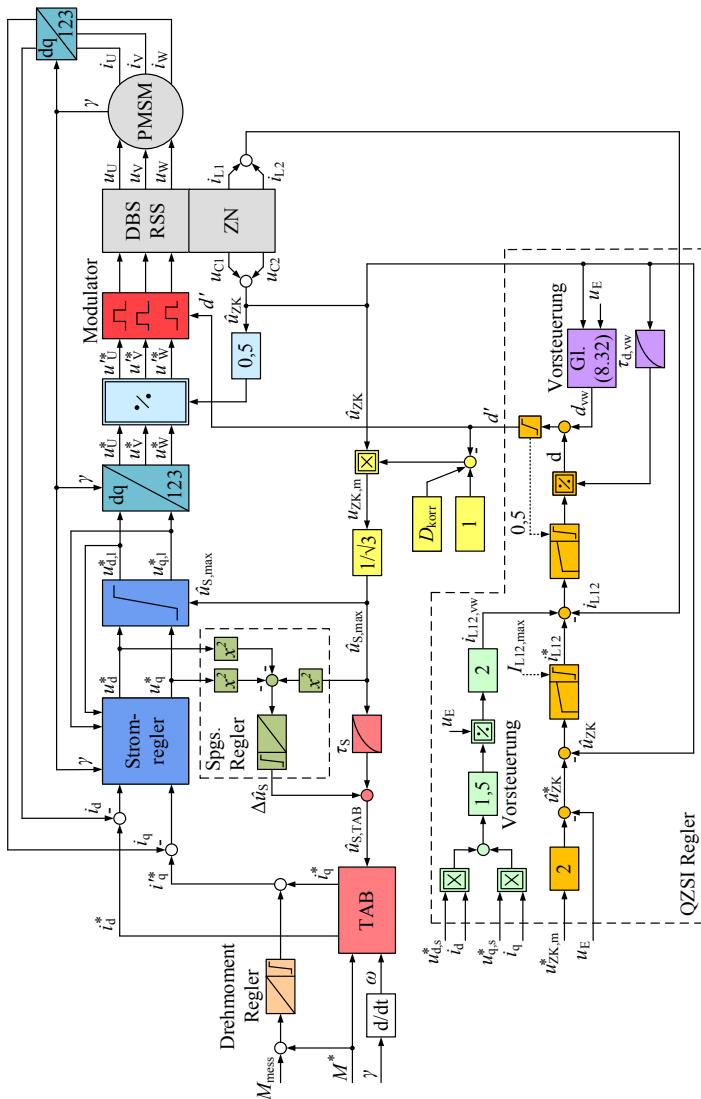 M_mess
M*
γ
Drehmoment
Regler
d/dt
ω
TAB
i*_d
i'*_q
i*_q
i_d
i_q
û_S,TAB
Δû_S
τ_S
γ
Strom-
regler
Spgs.
Regler
x²
x²
x²
u*_d
u*_q
û_S,max
û_S,max
1/√3
u_ZK,m
û_ZK
u*_d,l
u*_q,l
γ
dq
123
u*_U
u*_V
u*_W
u'*_U
u'*_V
u'*_W
Modulator
d'
0,5
û_ZK
u_C1
u_C2
DBS
RSS
ZN
i_L1
i_L2
u_U
u_V
u_W
PMSM
γ
i_U
i_V
i_W
dq
123
D_korr
1
d'
QZSI Regler
u*_d,s
i_d
u*_q,s
i_q
u*_ZK,m
u_E
1,5
Vorsteuerung
u_E
2
i_L12,vw
2
û*_ZK
û_ZK
I_L12,max
i*_L12
i_L12
0,5
d
d_vw
Vorsteuerung
Gl.
(8.32)
u_E
τ_d,vw